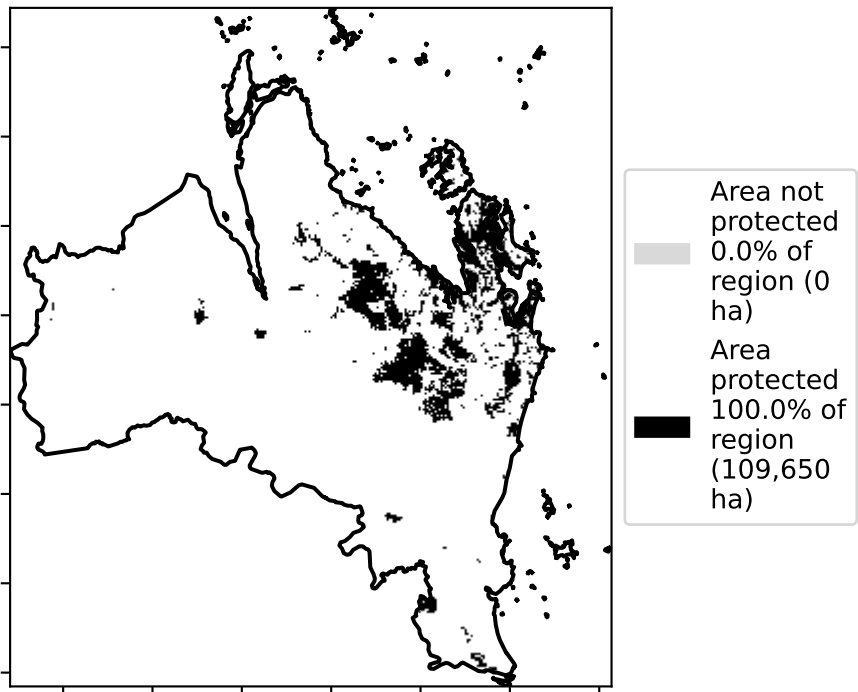 Area not
protected
0.0% of
region (0
ha)
Area
protected
100.0% of
region
(109,650
ha)